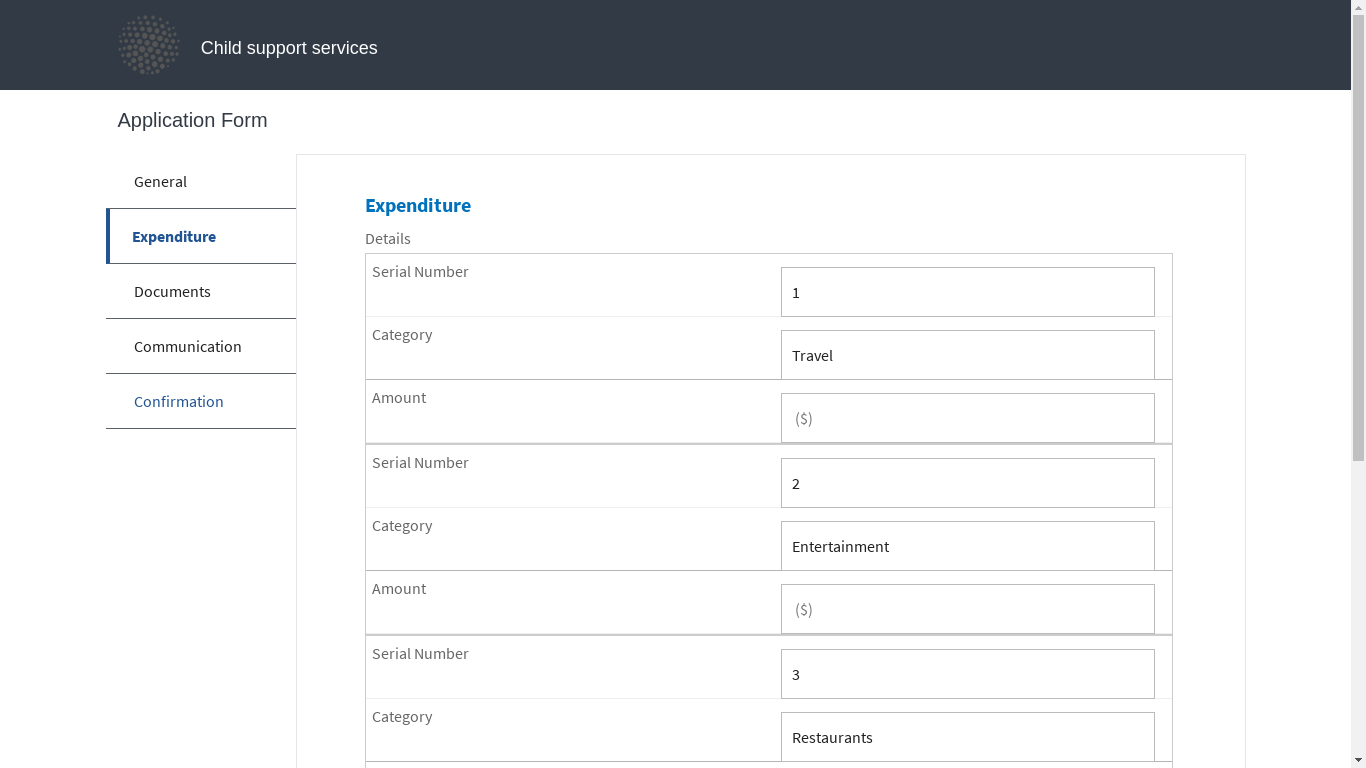 Child support services
Application Form
General
Expenditure
Documents
Communication
Confirmation
Expenditure
Details
Serial Number
1
Category
Travel
Amount
($)
Serial Number
2
Category
Entertainment
Amount
($)
Serial Number
3
Category
Restaurants